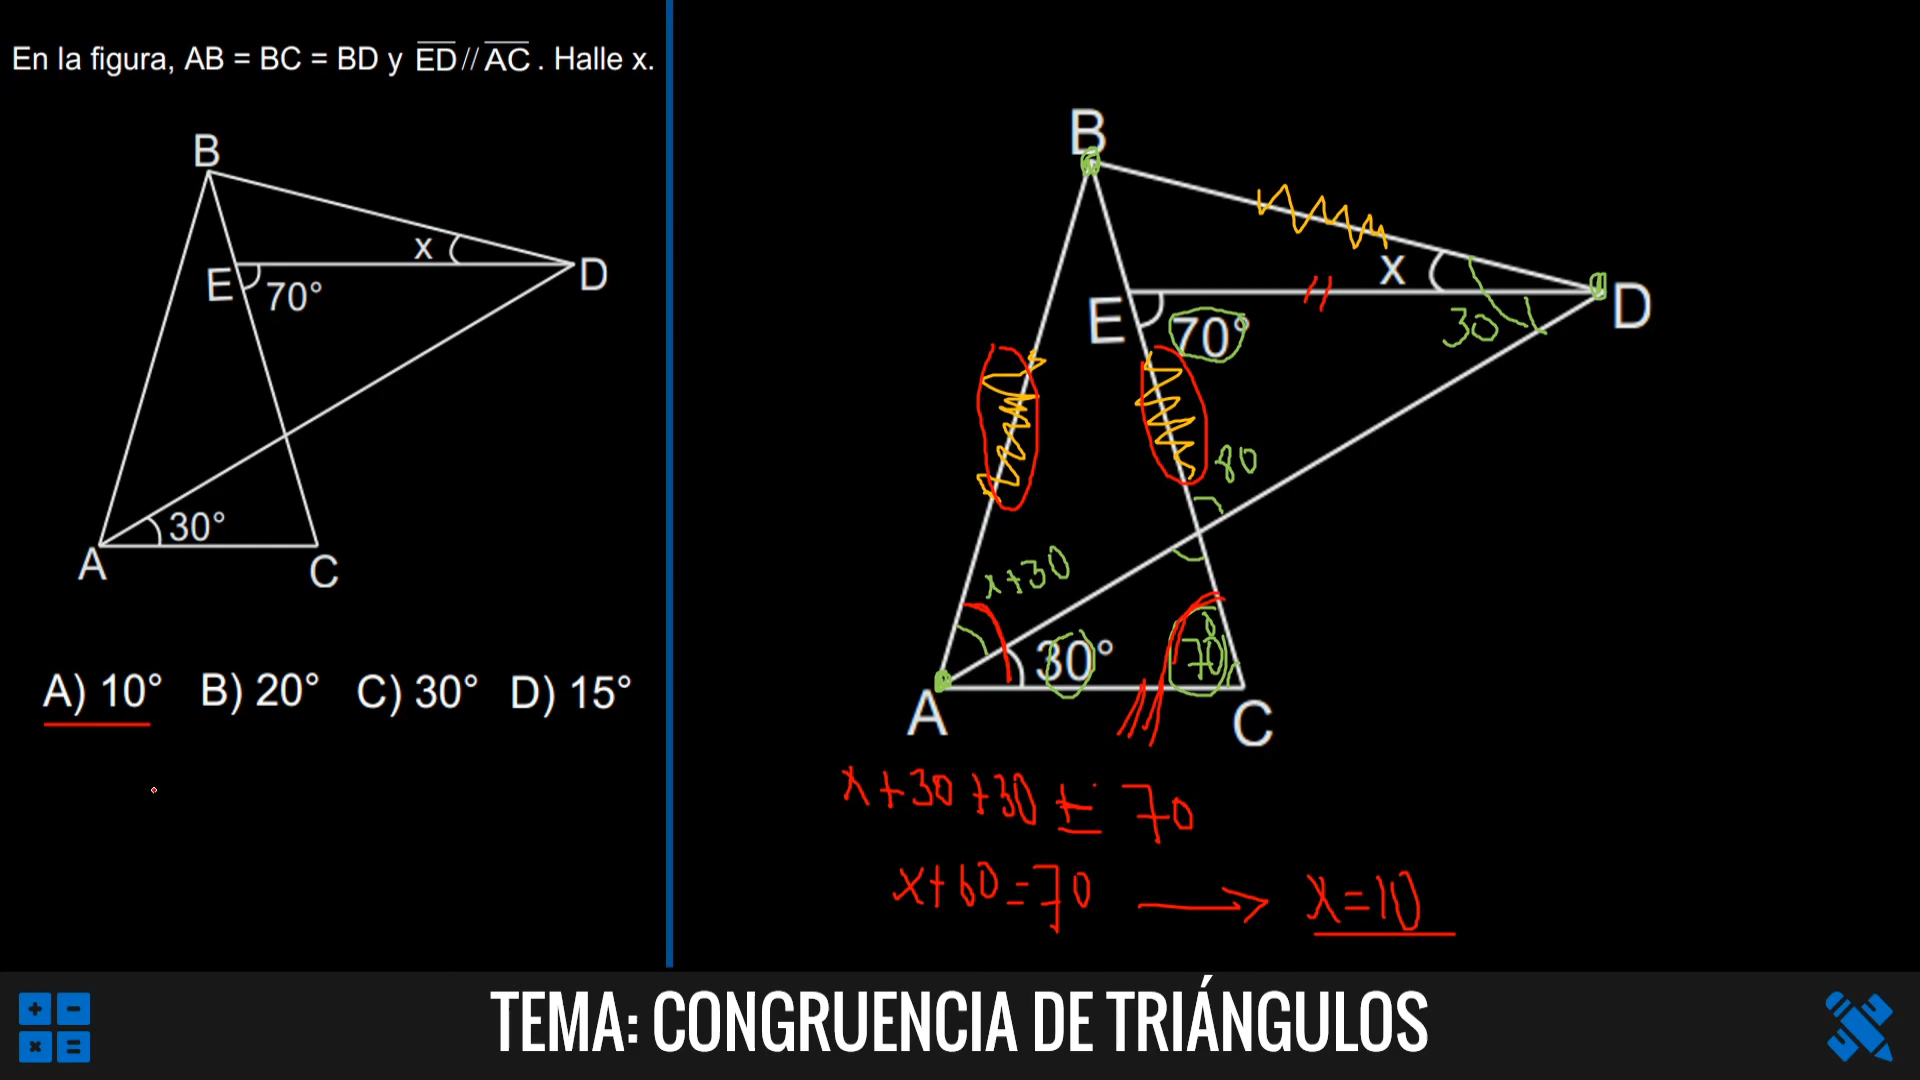 En la figura, AB = BC = BD y ED // AC . Halle x.
B
x
E
70°
D
30°
A
C
A) 10° B) 20° C) 30° D) 15°
B
x
E
70°
30
D
80
x+30
30°
70
A
C
x+30+30 = 70
x+60=70 → x=10
TEMA: CONGRUENCIA DE TRIÁNGULOS